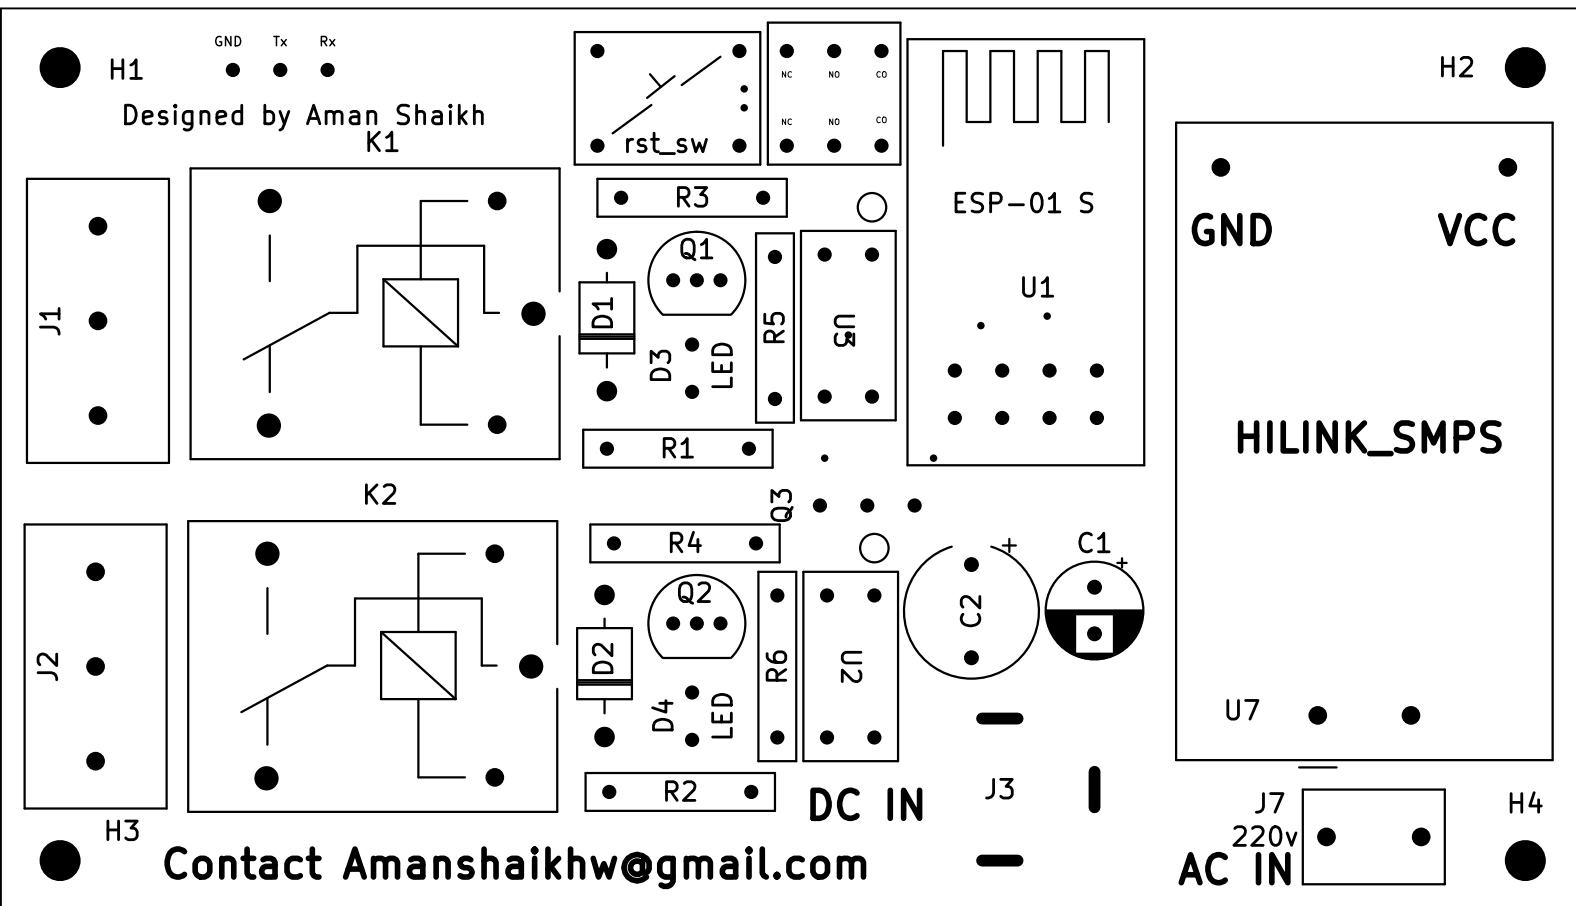 GND Tx Rx
H1
Designed by Aman Shaikh
K1
rst_sw
NC NO CO
NC NO CO
H2
R3
ESP-01 S
GND VCC
Q1
U1
J1
D1
R5
U3
D3
LED
R1
HILINK_SMPS
K2
Q3
R4
C1
+
+
Q2
C2
J2
D2
R6
U2
D4
LED
U7
R2
DC IN
J3
J7
H4
H3
220v
Contact Amanshaikhw@gmail.com
AC IN